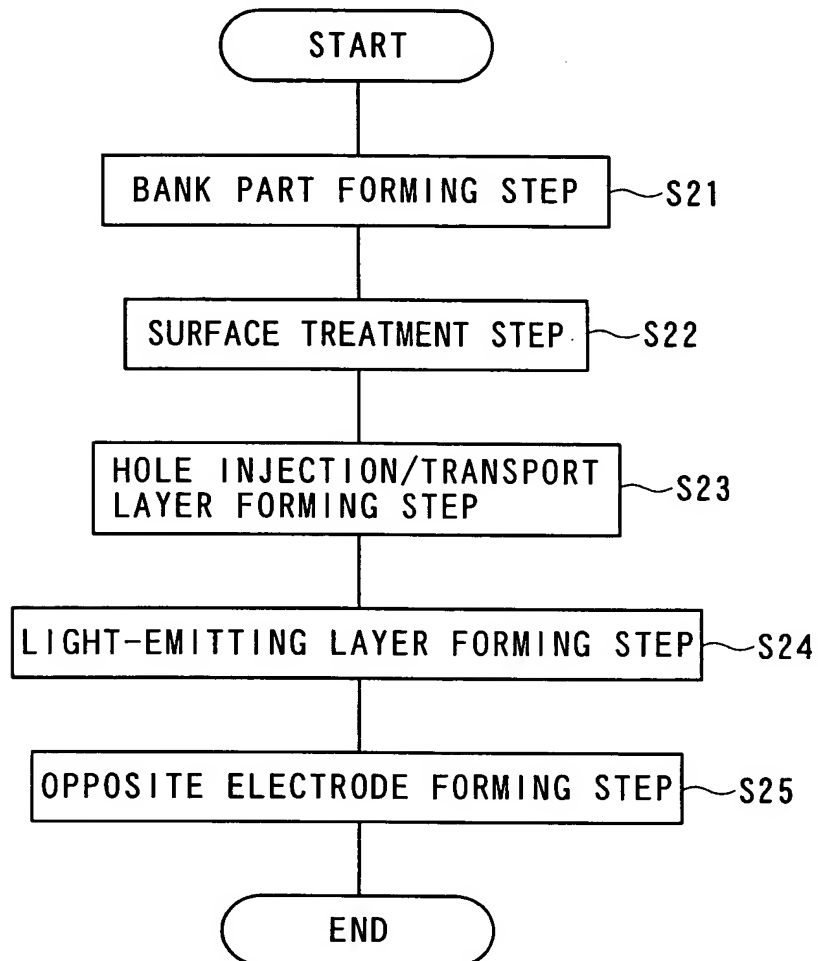 START
BANK PART FORMING STEP
S21
SURFACE TREATMENT STEP
S22
HOLE INJECTION/TRANSPORT
LAYER FORMING STEP
S23
LIGHT-EMITTING LAYER FORMING STEP
S24
OPPOSITE ELECTRODE FORMING STEP
S25
END